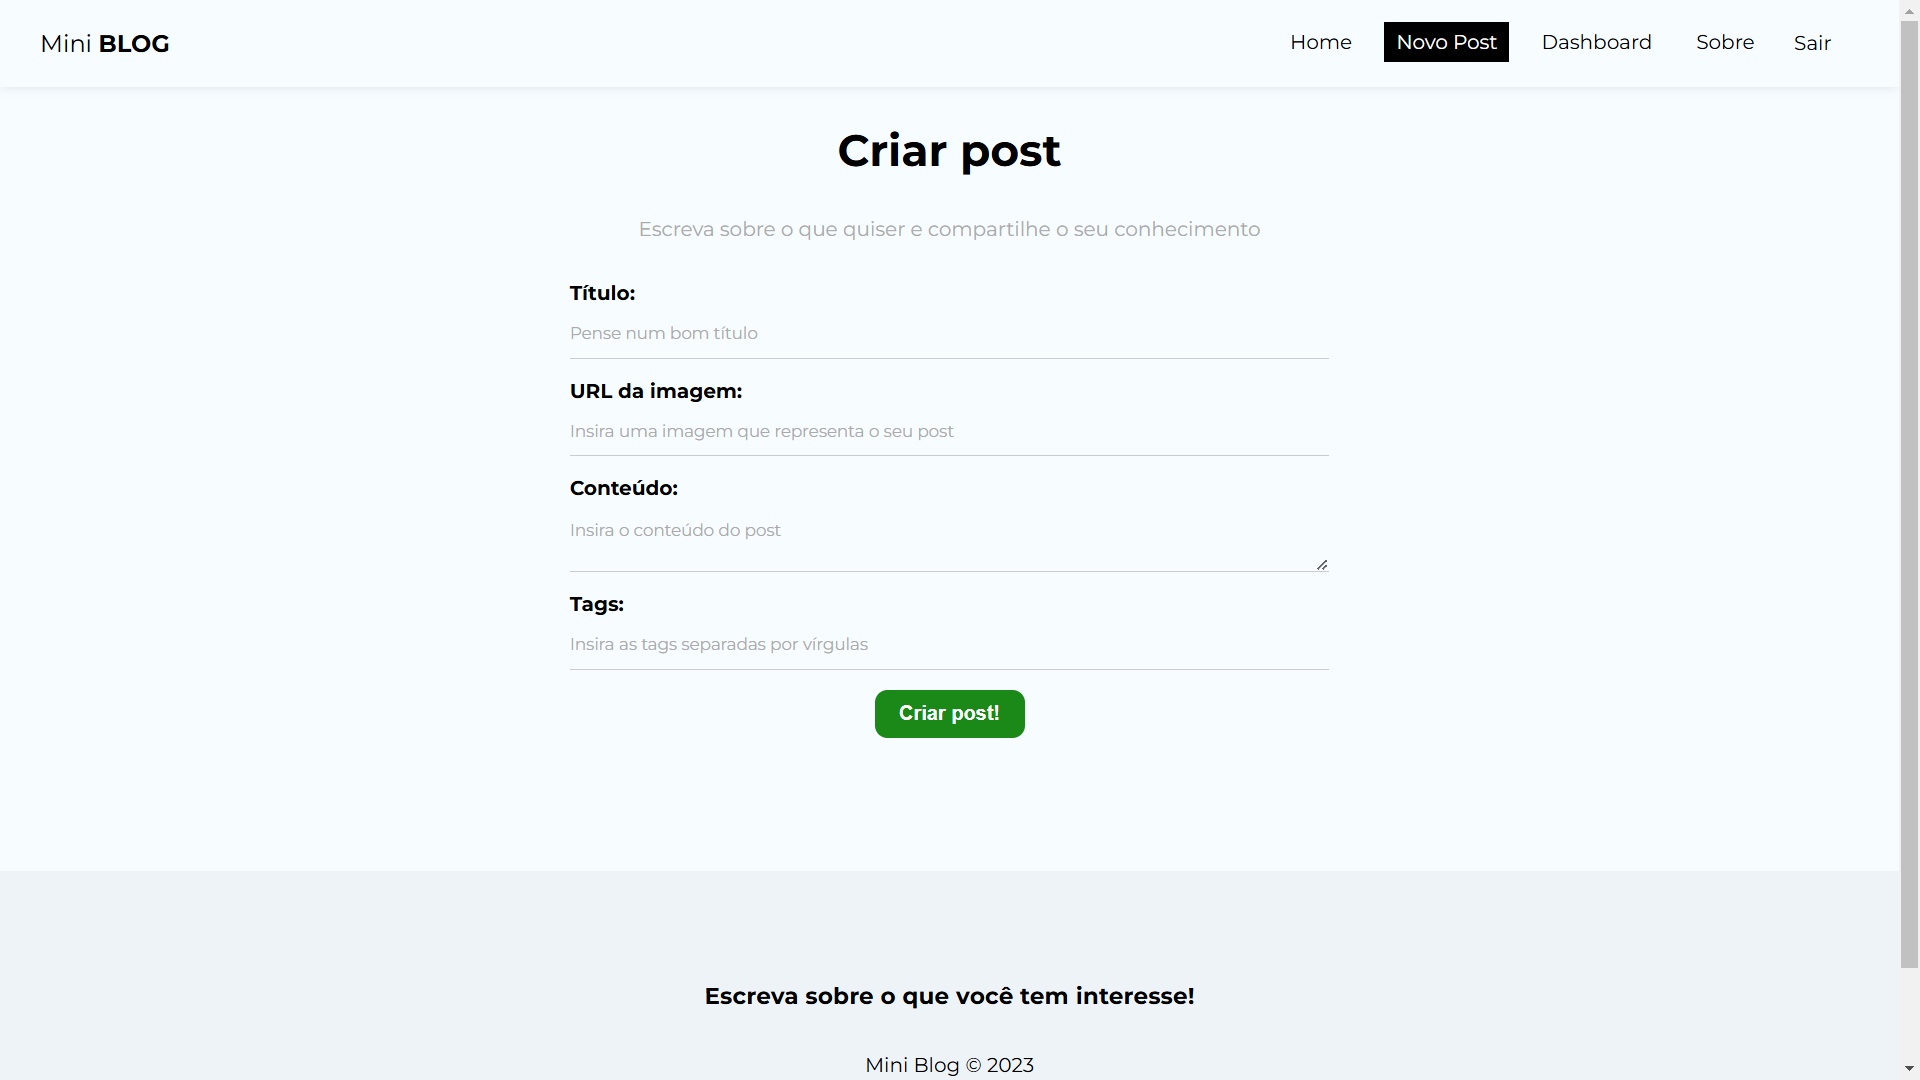 Mini BLOG
Home Novo Post Dashboard Sobre Sair
Criar post
Escreva sobre o que quiser e compartilhe o seu conhecimento
Título:
Pense num bom título
URL da imagem:
Insira uma imagem que representa o seu post
Conteúdo:
Insira o conteúdo do post
Tags:
Insira as tags separadas por vírgulas
Criar post!
Escreva sobre o que você tem interesse!
Mini Blog © 2023